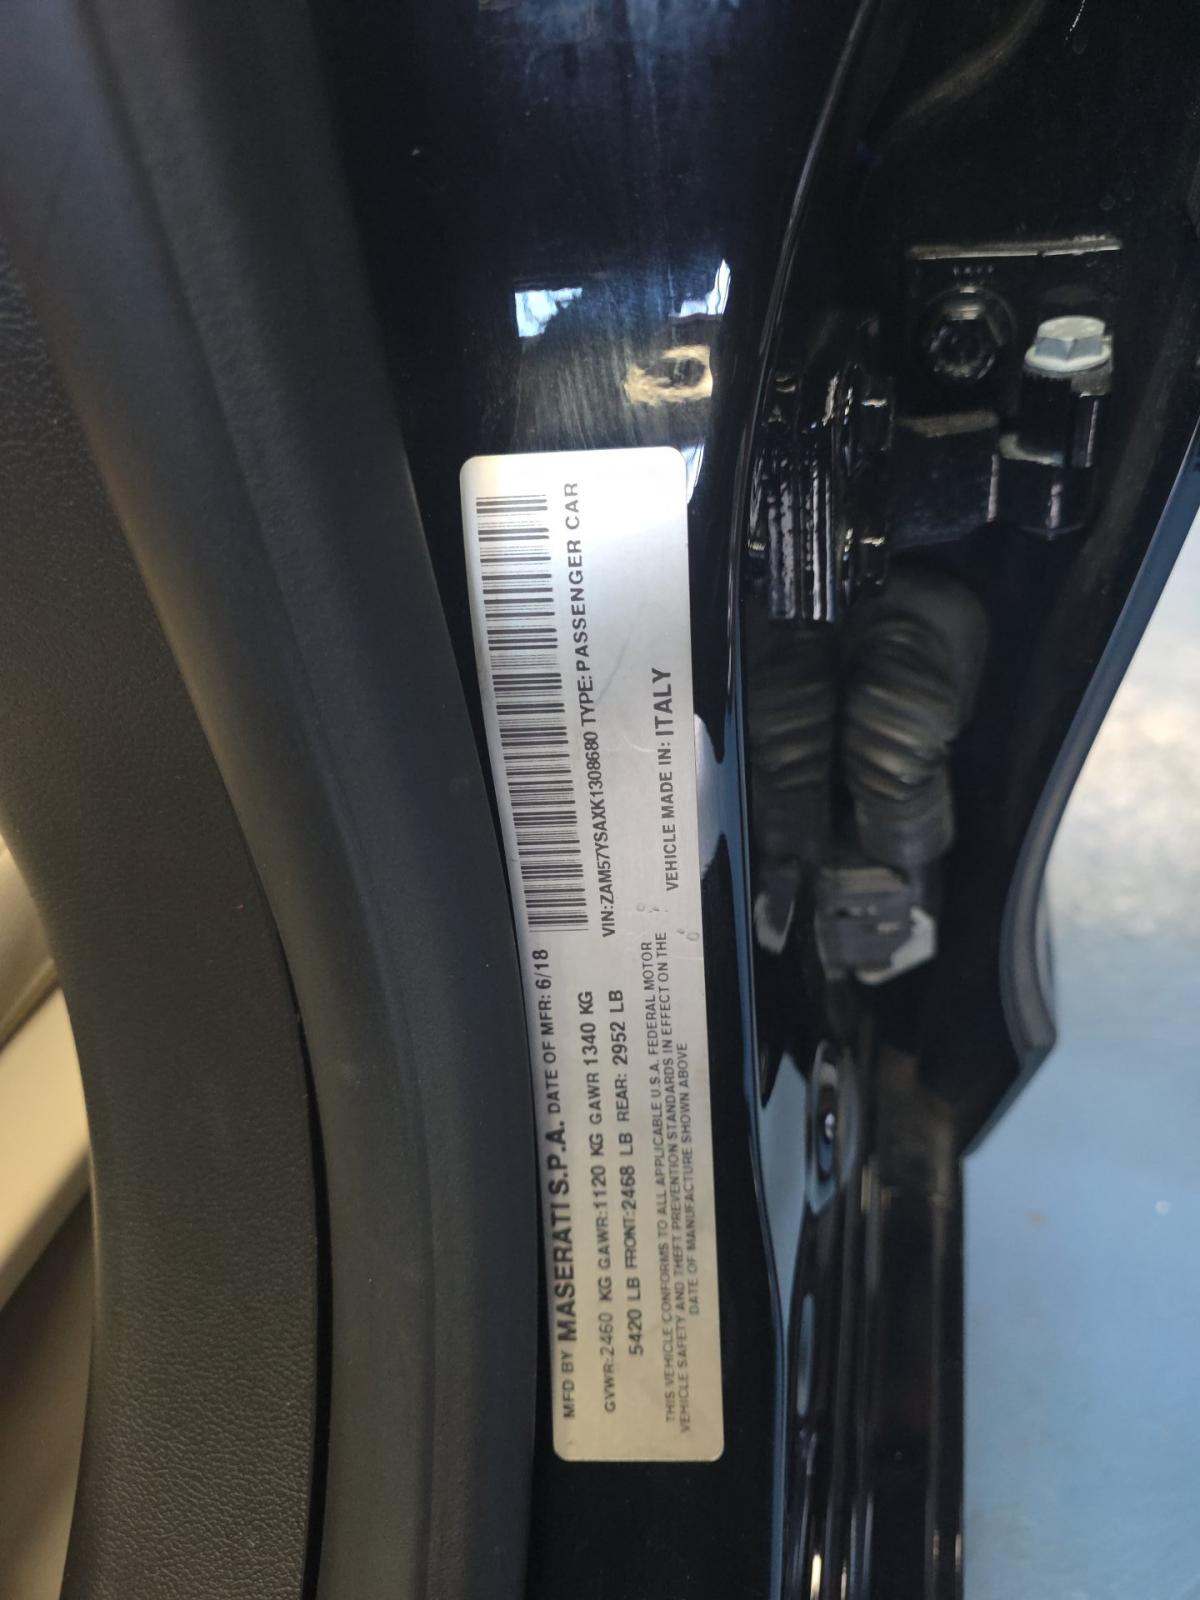 MFD BY MASERATI S.P.A. DATE OF MFR: 6/18
GVWR:2460 KG GAWR:1120 KG GAWR 1340 KG
5420 LB FRONT:2468 LB REAR: 2952 LB
THIS VEHICLE CONFORMS TO ALL APPLICABLE U.S.A. FEDERAL MOTOR
VEHICLE SAFETY AND THEFT PREVENTION STANDARDS IN EFFECT ON THE
DATE OF MANUFACTURE SHOWN ABOVE
VIN:ZAM57YSAXK1308680 TYPE:PASSENGER CAR
VEHICLE MADE IN: ITALY